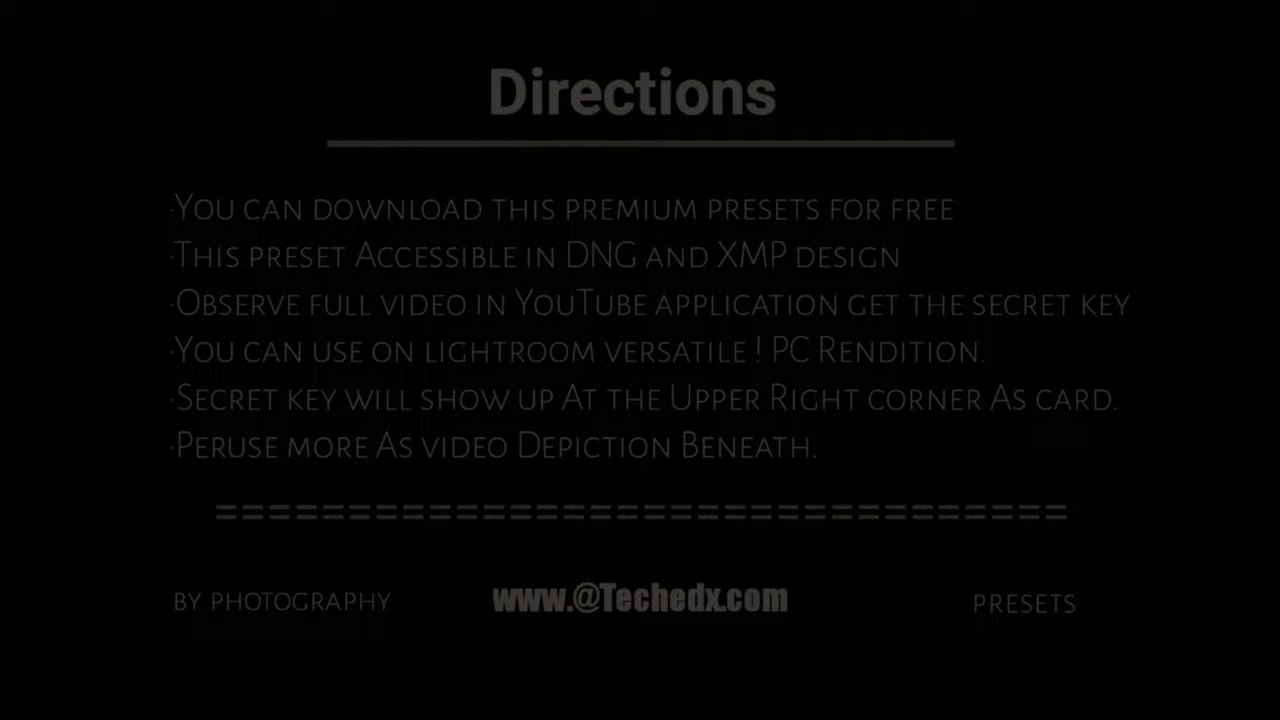 Directions
·You can download this premium presets for free
·This preset Accessible in DNG and XMP design
·Observe full video in YouTube application get the secret key
·You can use on lightroom versatile ! PC Rendition.
·Secret key will show up At the Upper Right corner As card.
·Peruse more As video Depiction Beneath.
================================
by photography
www.@Techedx.com
presets